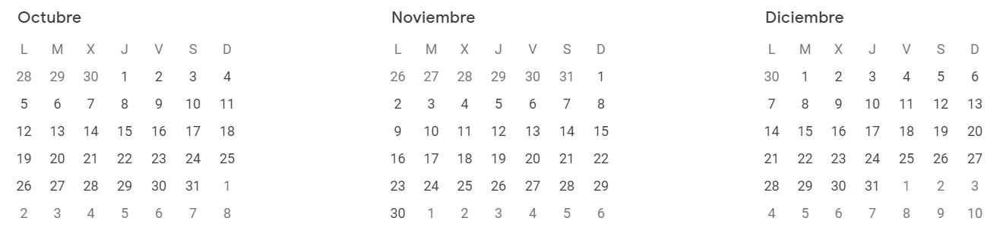 Octubre Noviembre Diciembre
L M X J V S D L M X J V S D L M X J V S D
28 29 30 1 2 3 4 26 27 28 29 30 31 1 30 1 2 3 4 5 6
5 6 7 8 9 10 11 2 3 4 5 6 7 8 7 8 9 10 11 12 13
12 13 14 15 16 17 18 9 10 11 12 13 14 15 14 15 16 17 18 19 20
19 20 21 22 23 24 25 16 17 18 19 20 21 22 21 22 23 24 25 26 27
26 27 28 29 30 31 1 23 24 25 26 27 28 29 28 29 30 31 1 2 3
2 3 4 5 6 7 8 30 1 2 3 4 5 6 4 5 6 7 8 9 10